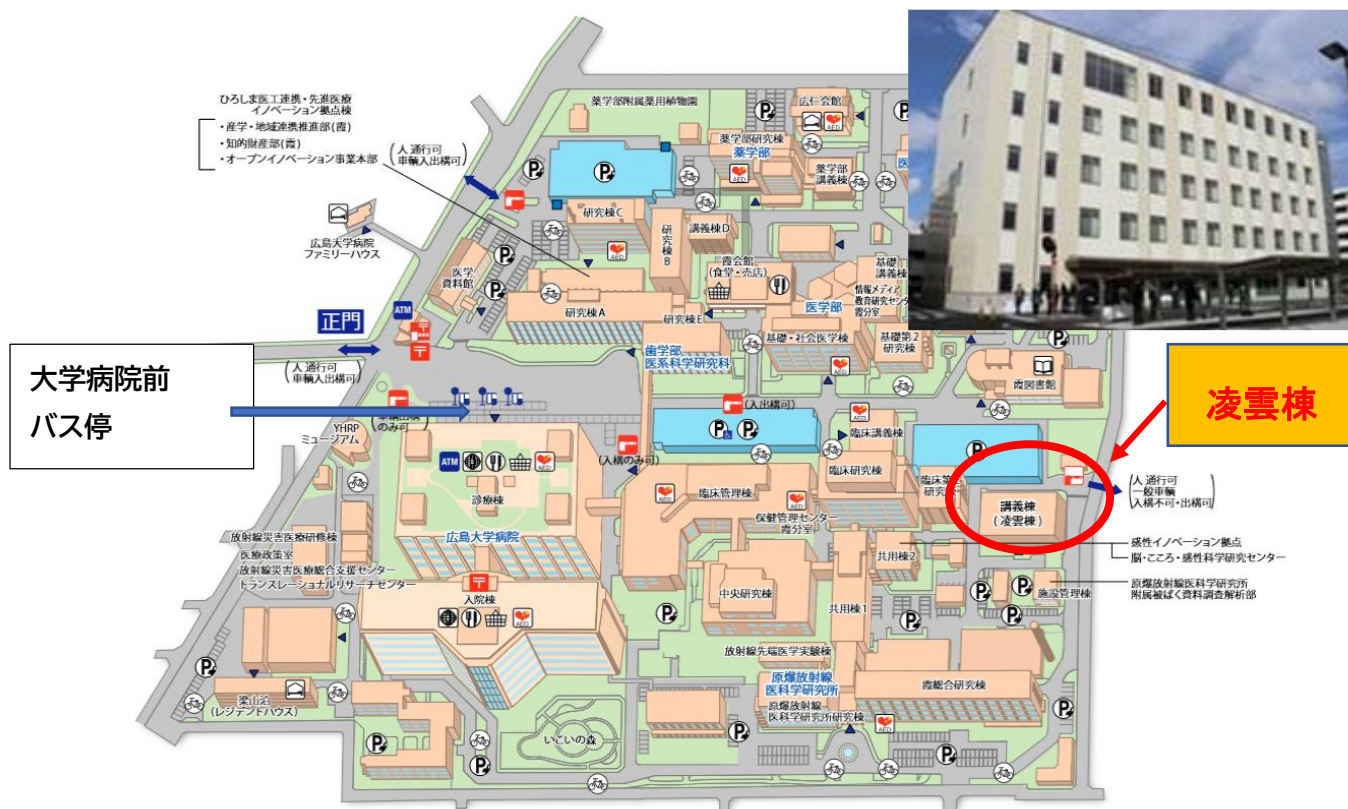 ひろしま医工連携・先進医療
イノベーション拠点棟
・産学・地域連携推進部(霞)
・知的財産部(霞)
・オープンイノベーション事業本部
(人 通行可
車輌入出構可)
薬学部附属薬用植物園
広仁会館
AED
薬学部研究棟
薬学部
薬学部
講義棟
AED
医
P
P
P
P
広島大学病院
ファミリーハウス
医学
資料館
研究棟C
研究棟B
講義棟D
AED
霞会館
(食堂・売店)
基礎
講義棟
情報メディア
教育研究センター
霞分室
医学部
研究棟A
研究棟E
基礎・社会医学棟
基礎第2
研究棟
AED
歯学部
医系科学研究科
霞図書館
ATM
正門
(人 通行可
車輌入出構可)
大学病院前
バス停
のみ可)
YHRP
ミュージアム
(入出構可)
(入構のみ可)
P
P
AED
臨床講義棟
臨床研究棟
凌雲棟
講義棟
(凌雲棟)
(人 通行可
一般車輌
入構不可・出構可)
ATM
AED
診療棟
広島大学病院
AED
臨床管理棟
保健管理センター
霞分室
AED
放射線災害医療研修棟
医療政策室
放射線災害医療総合支援センター
トランスレーショナルリサーチセンター
入院棟
AED
中央研究棟
共用棟1
共用棟2
感性イノベーション拠点
脳・こころ・感性科学研究センター
施設管理棟
原爆放射線医科学研究所
附属被ばく資料調査解析部
放射線先端医学実験棟
原爆放射線
医科学研究所
原爆放射線
医科学研究所研究棟
AED
霞総合研究棟
梁山泊
(レジデントハウス)
いこいの森
P
P
P
P